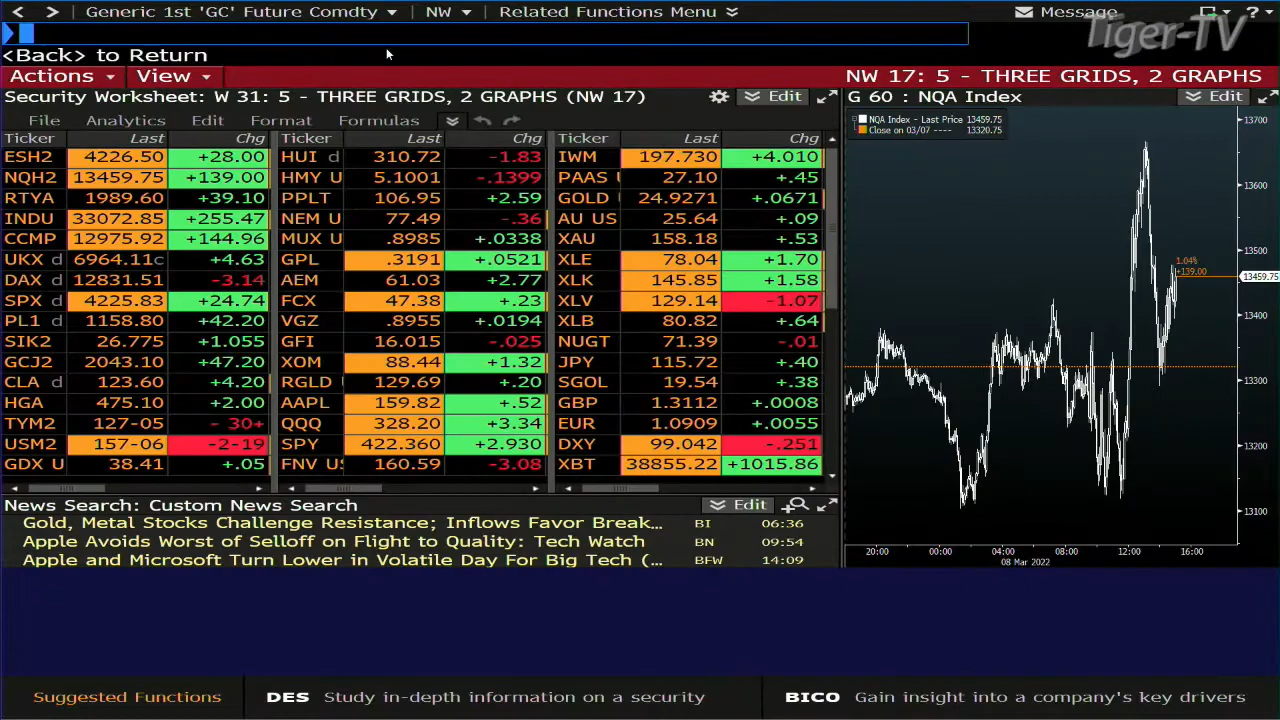 Generic 1st 'GC' Future Comdty NW Related Functions Menu Message ?
Tiger-TV
<Back> to Return
Actions View NW 17: 5 - THREE GRIDS, 2 GRAPHS
Security Worksheet: W 31: 5 - THREE GRIDS, 2 GRAPHS (NW 17) Edit G 60 : NQA Index Edit
File Analytics Edit Format Formulas
Ticker Last Chg Ticker Last Chg Ticker Last Chg
ESH2 4226.50 +28.00 HUI d 310.72 -1.83 IWM 197.730 +4.010
NQH2 13459.75 +139.00 HMY U 5.1001 -.1399 PAAS U 27.10 +.45
RTYA 1989.60 +39.10 PPLT 106.95 +2.59 GOLD U 24.9271 +.0671
INDU 33072.85 +255.47 NEM U 77.49 -.36 AU US 25.64 +.09
CCMP 12975.92 +144.96 MUX U .8985 +.0338 XAU 158.18 +.53
UKX d 6964.11c +4.63 GPL .3191 +.0521 XLE 78.04 +1.70
DAX d 12831.51 -3.14 AEM 61.03 +2.77 XLK 145.85 +1.58
SPX d 4225.83 +24.74 FCX 47.38 +.23 XLV 129.14 -1.07
PL1 d 1158.80 +42.20 VGZ .8955 +.0194 XLB 80.82 +.64
SIK2 26.775 +1.055 GFI 16.015 -.025 NUGT 71.39 -.01
GCJ2 2043.10 +47.20 XOM 88.44 +1.32 JPY 115.72 +.40
CLA d 123.60 +4.20 RGLD 129.69 +.20 SGOL 19.54 +.38
HGA 475.10 +2.00 AAPL 159.82 +.52 GBP 1.3112 +.0008
TYM2 127-05 - 30+ QQQ 328.20 +3.34 EUR 1.0909 +.0055
USM2 157-06 -2-19 SPY 422.360 +2.930 DXY 99.042 -.251
GDX U 38.41 +.05 FNV US 160.59 -3.08 XBT 38855.22 +1015.86
NQA Index - Last Price 13459.75
Close on 03/07 ---- 13320.75
13700
13600
13500
1.04%
+139.00
13459.75
13400
13300
13200
13100
20:00 00:00 04:00 08:00 12:00 16:00
08 Mar 2022
News Search: Custom News Search Edit
Gold, Metal Stocks Challenge Resistance; Inflows Favor Break... BI 06:36
Apple Avoids Worst of Selloff on Flight to Quality: Tech Watch BN 09:54
Apple and Microsoft Turn Lower in Volatile Day For Big Tech (... BFW 14:09
Suggested Functions DES Study in-depth information on a security BICO Gain insight into a company's key drivers